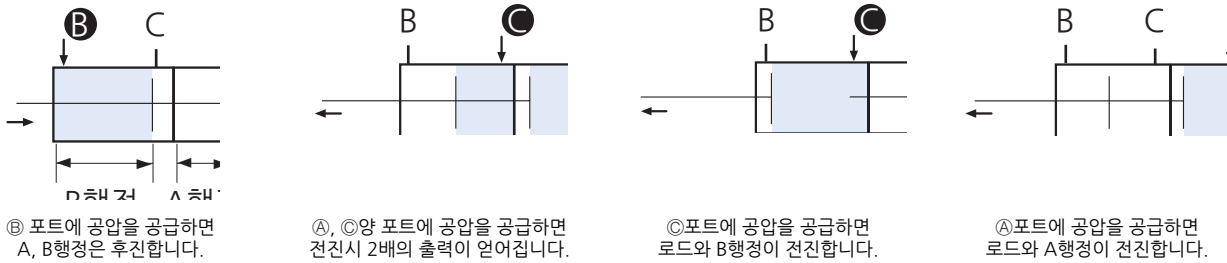 B C
B C
B C
B C
B행정
Ⓑ 포트에 공압을 공급하면
A, B행정은 후진합니다.
Ⓐ, Ⓒ양 포트에 공압을 공급하면
전진시 2배의 출력이 얻어집니다.
Ⓒ포트에 공압을 공급하면
로드와 B행정이 전진합니다.
Ⓐ포트에 공압을 공급하면
로드와 A행정이 전진합니다.